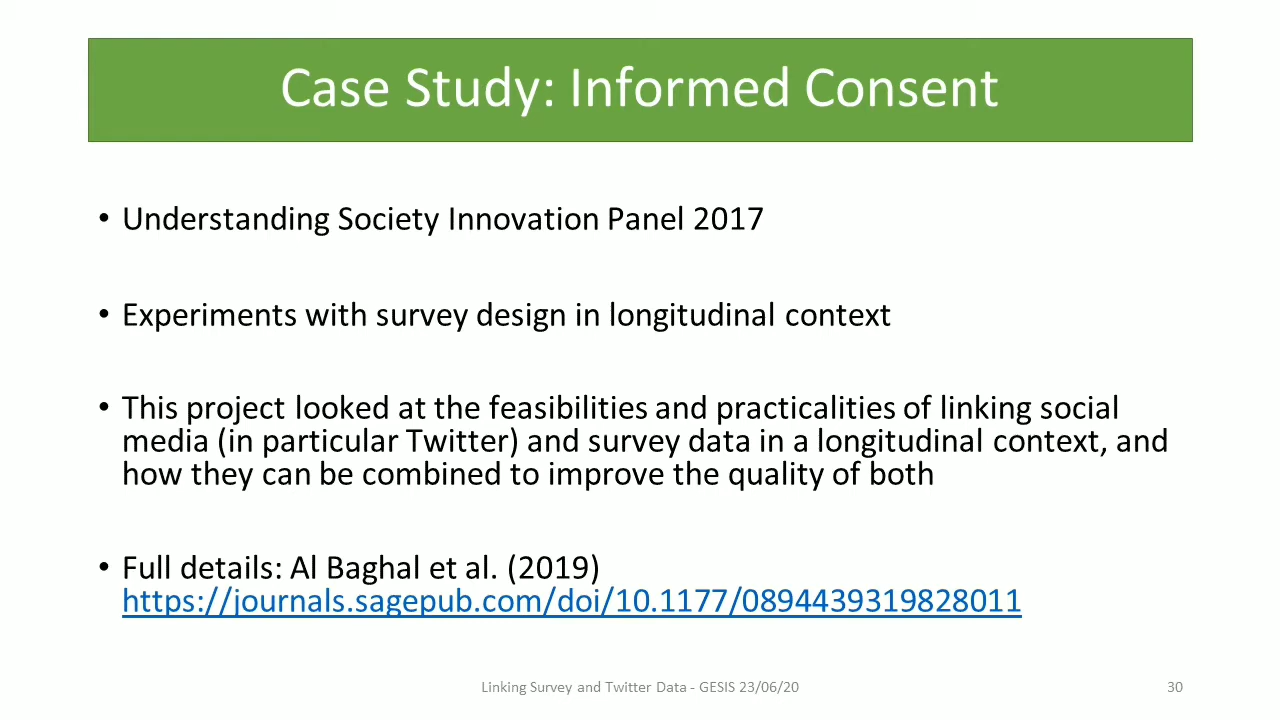 Case Study: Informed Consent
• Understanding Society Innovation Panel 2017
• Experiments with survey design in longitudinal context
• This project looked at the feasibilities and practicalities of linking social
media (in particular Twitter) and survey data in a longitudinal context, and
how they can be combined to improve the quality of both
• Full details: Al Baghal et al. (2019)
https://journals.sagepub.com/doi/10.1177/0894439319828011
Linking Survey and Twitter Data - GESIS 23/06/20
30